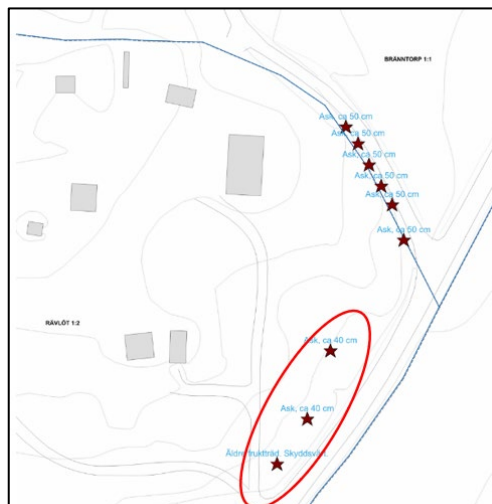 BRÄNNTORP 1:1
Ask, ca 50 cm
Ask, ca 50 cm
Ask, ca 50 cm
Ask, ca 50 cm
Ask, ca 50 cm
Ask, ca 50 cm
RÄVLÖT 1:2
Ask, ca 40 cm
Ask, ca 40 cm
Äldre fruktträd. Skyddsvärt.